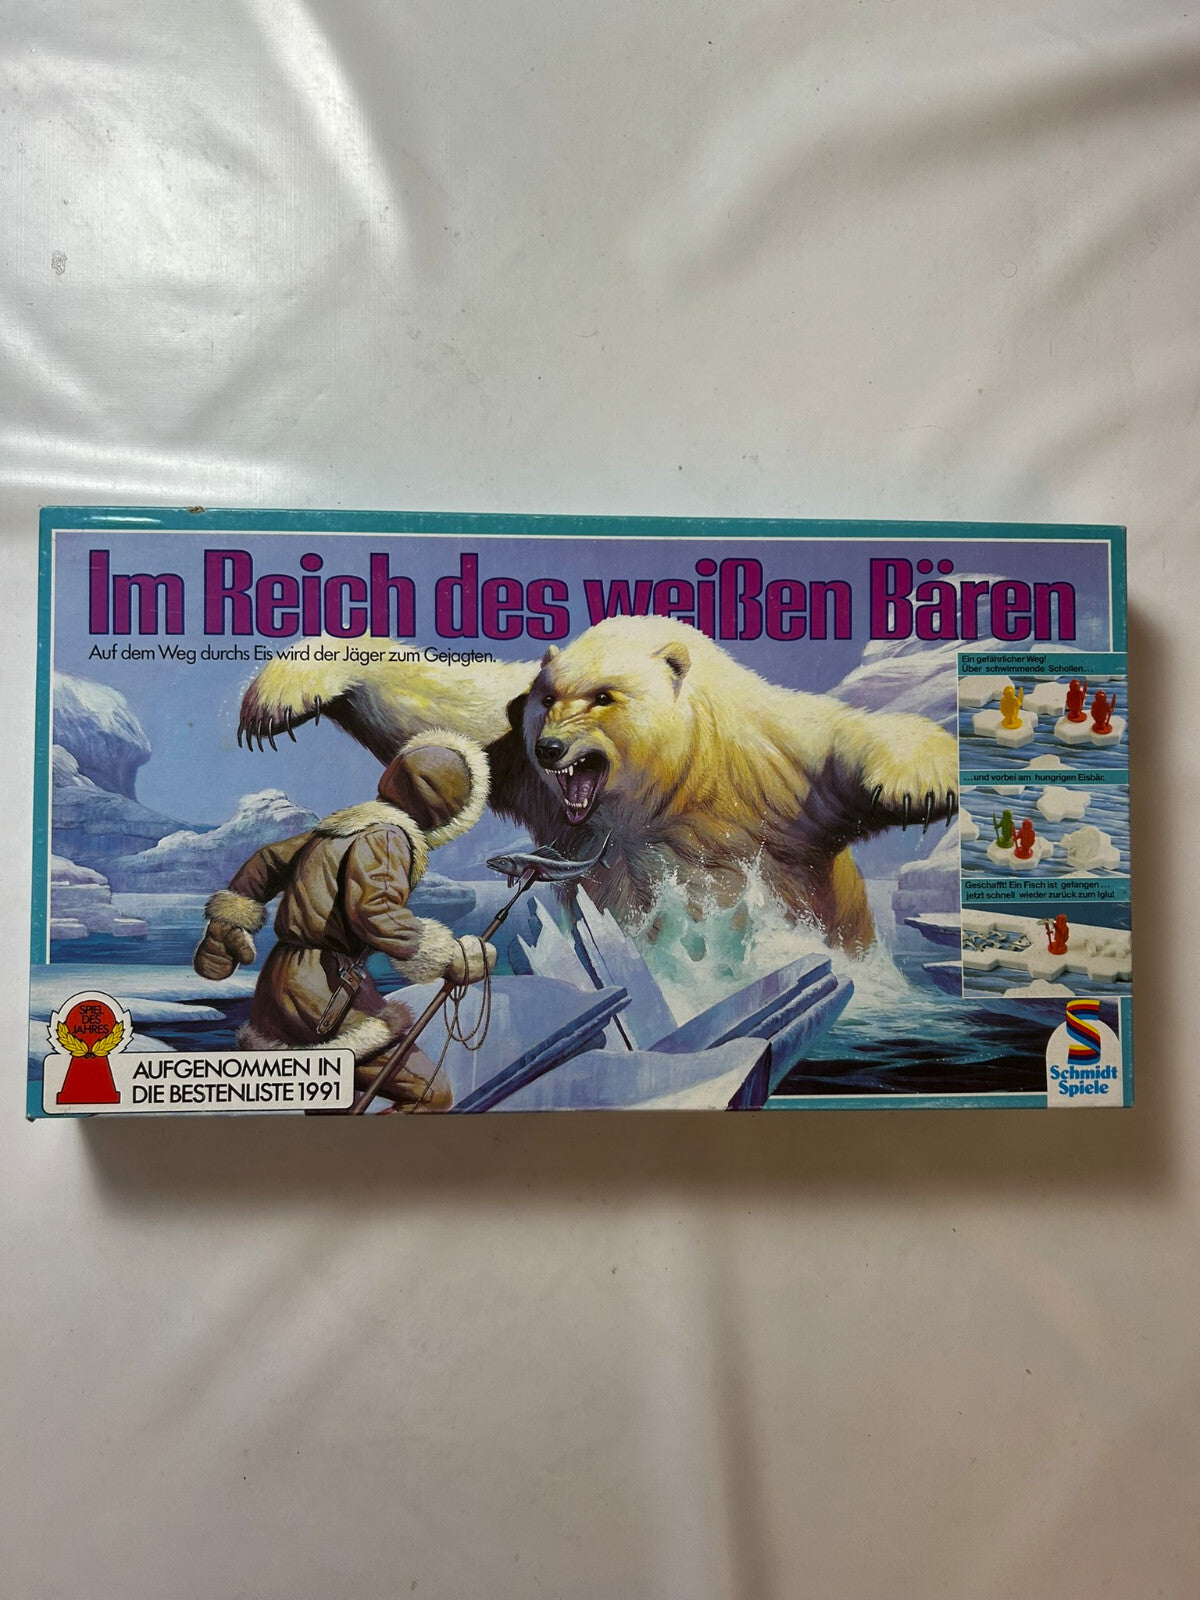 Im Reich des weißen Bären
Auf dem Weg durchs Eis wird der Jäger zum Gejagten.
Ein gefährlicher Weg!
Über schwimmende Schollen...
...und vorbei am hungrigen Eisbär.
Geschafft! Ein Fisch ist gefangen...
jetzt schnell wieder zurück zum Iglu!
SPIEL
DES
JAHRES
AUFGENOMMEN IN
DIE BESTENLISTE 1991
Schmidt
Spiele